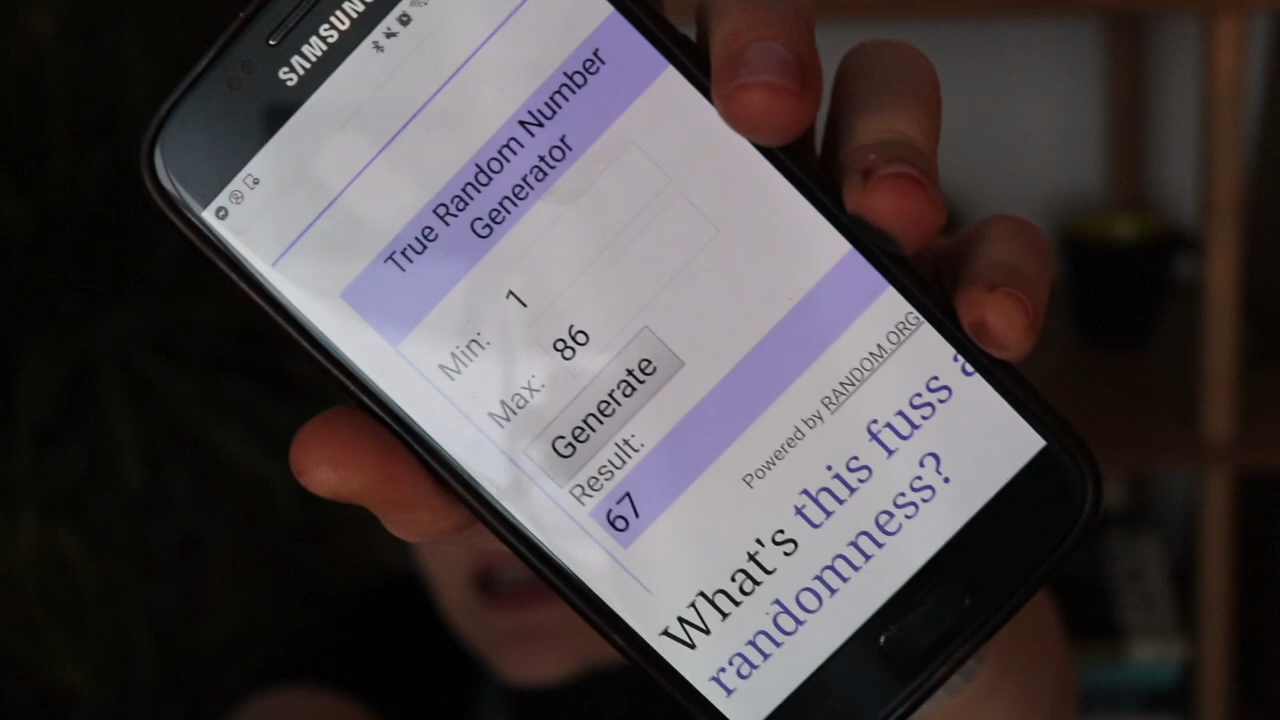 SAMSUNG
True Random Number
Generator
Min: 1
Max: 86
Generate
Result:
67
Powered by RANDOM.ORG
What's this fuss a
randomness?